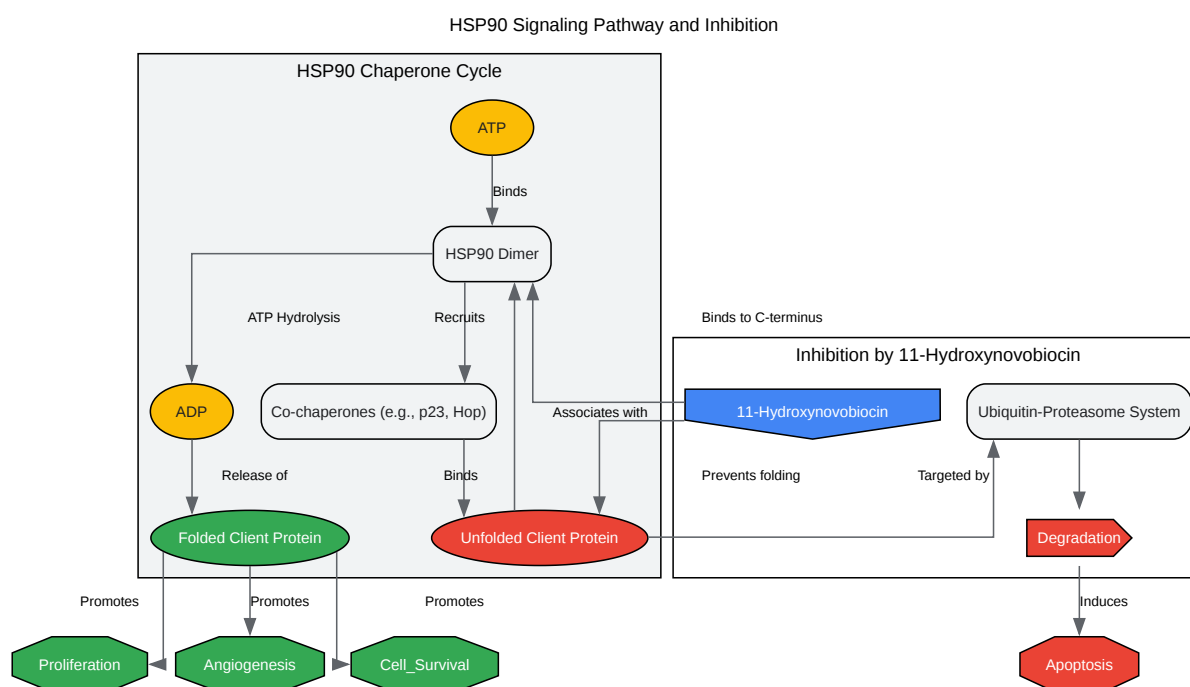 HSP90 Signaling Pathway and Inhibition
HSP90 Chaperone Cycle
ATP
Binds
HSP90 Dimer
ATP Hydrolysis
Recruits
Binds to C-terminus
Inhibition by 11-Hydroxynovobiocin
ADP
Co-chaperones (e.g., p23, Hop)
Associates with
11-Hydroxynovobiocin
Ubiquitin-Proteasome System
Release of
Binds
Prevents folding
Targeted by
Folded Client Protein
Unfolded Client Protein
Degradation
Promotes
Promotes
Promotes
Induces
Proliferation
Angiogenesis
Cell_Survival
Apoptosis